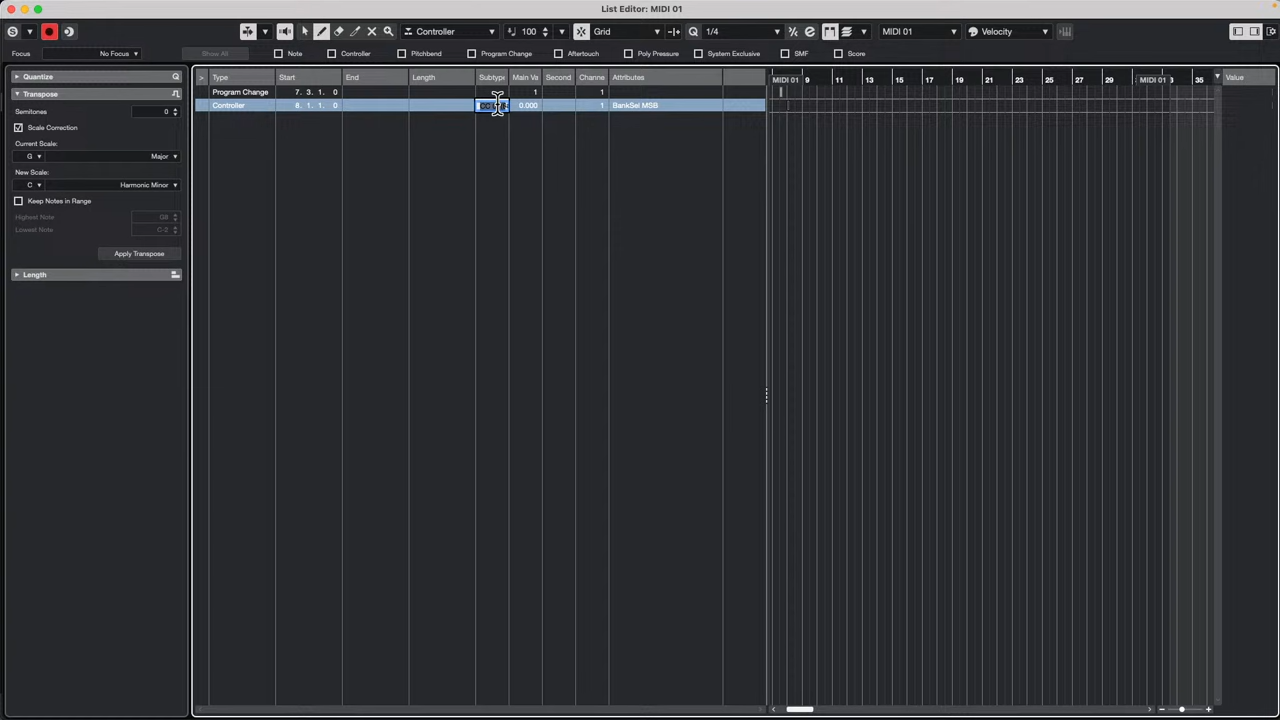 List Editor: MIDI 01
S Controller 100 Grid Q 1/4 e MIDI 01 Velocity
Focus No Focus Show All Note Controller Pitchbend Program Change Aftertouch Poly Pressure System Exclusive SMF Score
Quantize Q
Transpose
Semitones 0
Scale Correction
Current Scale:
G Major
New Scale:
C Harmonic Minor
Keep Notes in Range
Highest Note G8
Lowest Note C-2
Apply Transpose
Length
> Type Start End Length Subtype Main Va Second Channe Attributes
Program Change 7. 3. 1. 0 1 1
Controller 8. 1. 1. 0 0.000 1 BankSel MSB
MIDI 01 9 11 13 15 17 19 21 23 25 27 29 MIDI 01 35 Value